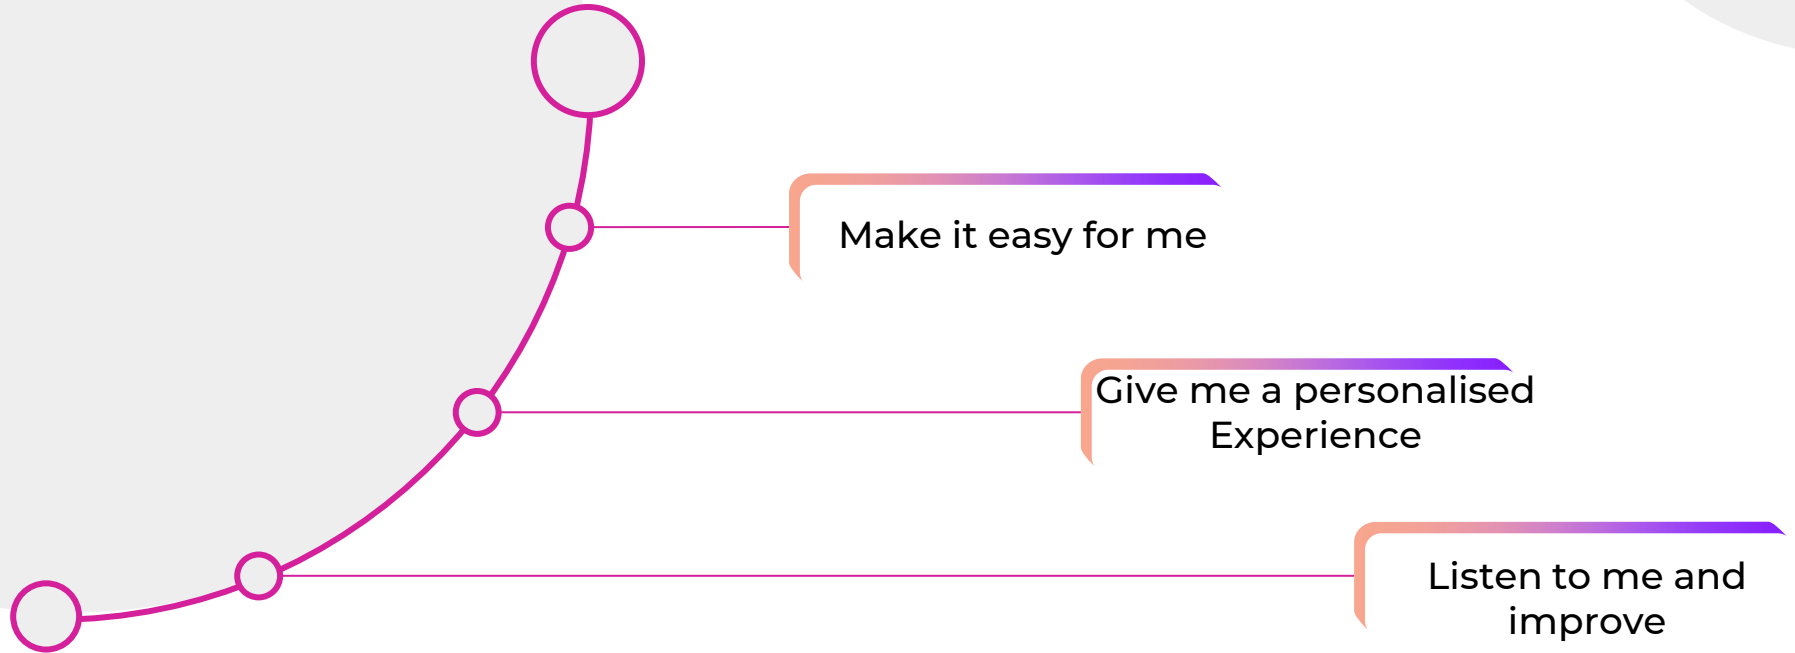 Make it easy for me
Give me a personalised
Experience
Listen to me and
improve